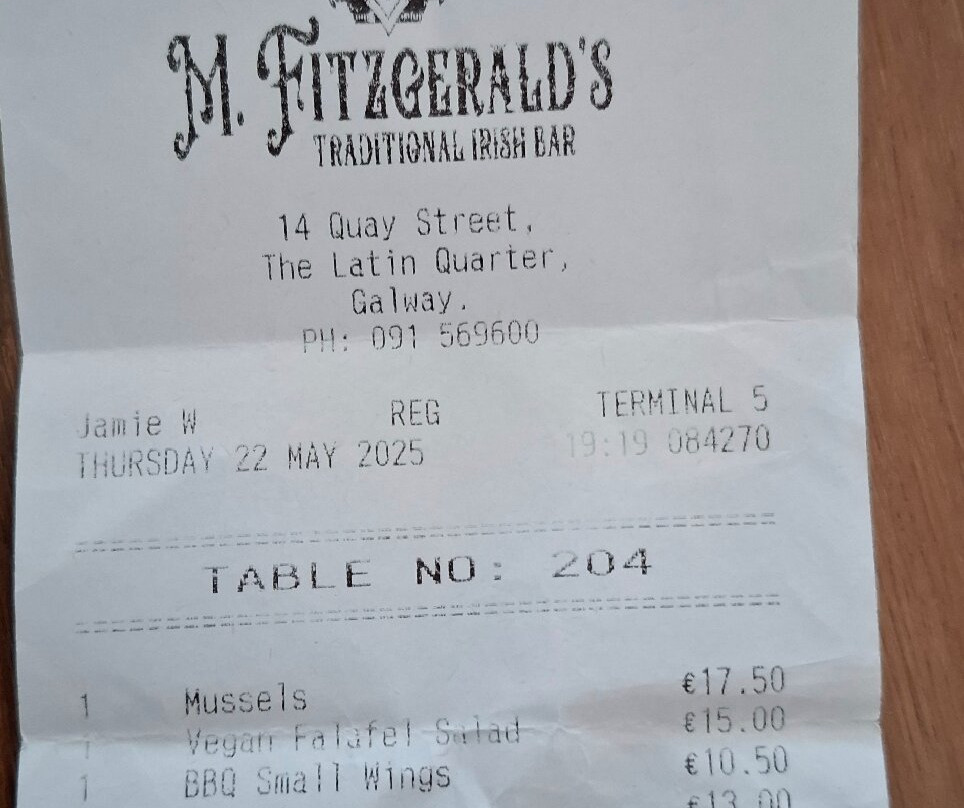 M. FITZGERALD'S
TRADITIONAL IRISH BAR
14 Quay Street,
The Latin Quarter,
Galway.
PH: 091 569600
Jamie W REG TERMINAL 5
THURSDAY 22 MAY 2025 19:19 084270
TABLE NO: 204
1 Mussels €17.50
1 Vegan Falafel Salad €15.00
1 BBQ Small Wings €10.50
€13.00